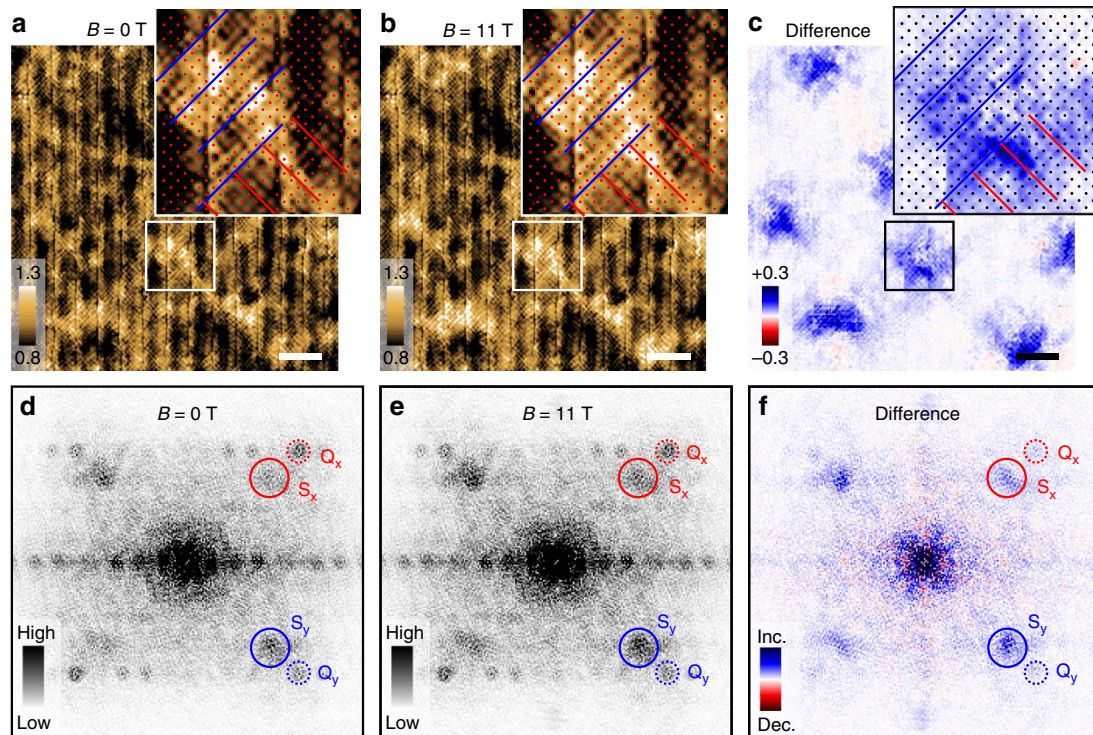 a
B = 0 T
b
B = 11 T
c
Difference
1.3
0.8
1.3
0.8
+0.3
–0.3
d
B = 0 T
Qx
Sx
Sy
Qy
High
Low
e
B = 11 T
Qx
Sx
Sy
Qy
High
Low
f
Difference
Qx
Sx
Sy
Qy
Inc.
Dec.